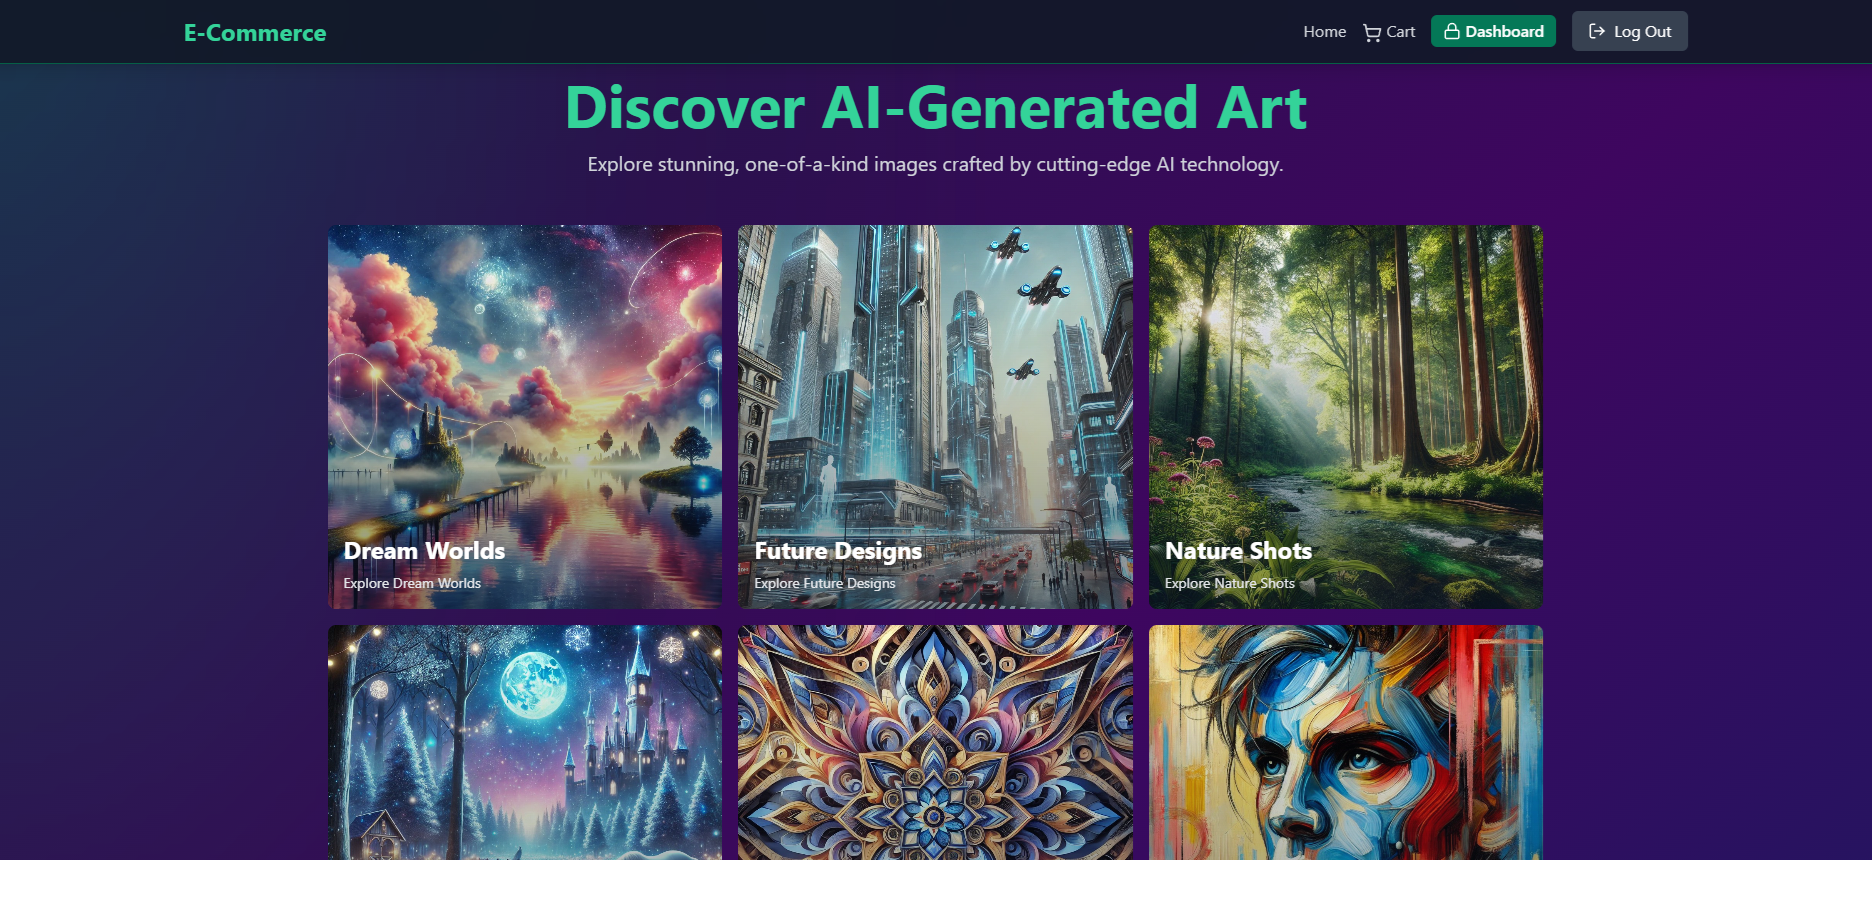 E-Commerce
Home
Cart
Dashboard
Log Out
Discover AI-Generated Art
Explore stunning, one-of-a-kind images crafted by cutting-edge AI technology.
Dream Worlds
Explore Dream Worlds
Future Designs
Explore Future Designs
Nature Shots
Explore Nature Shots